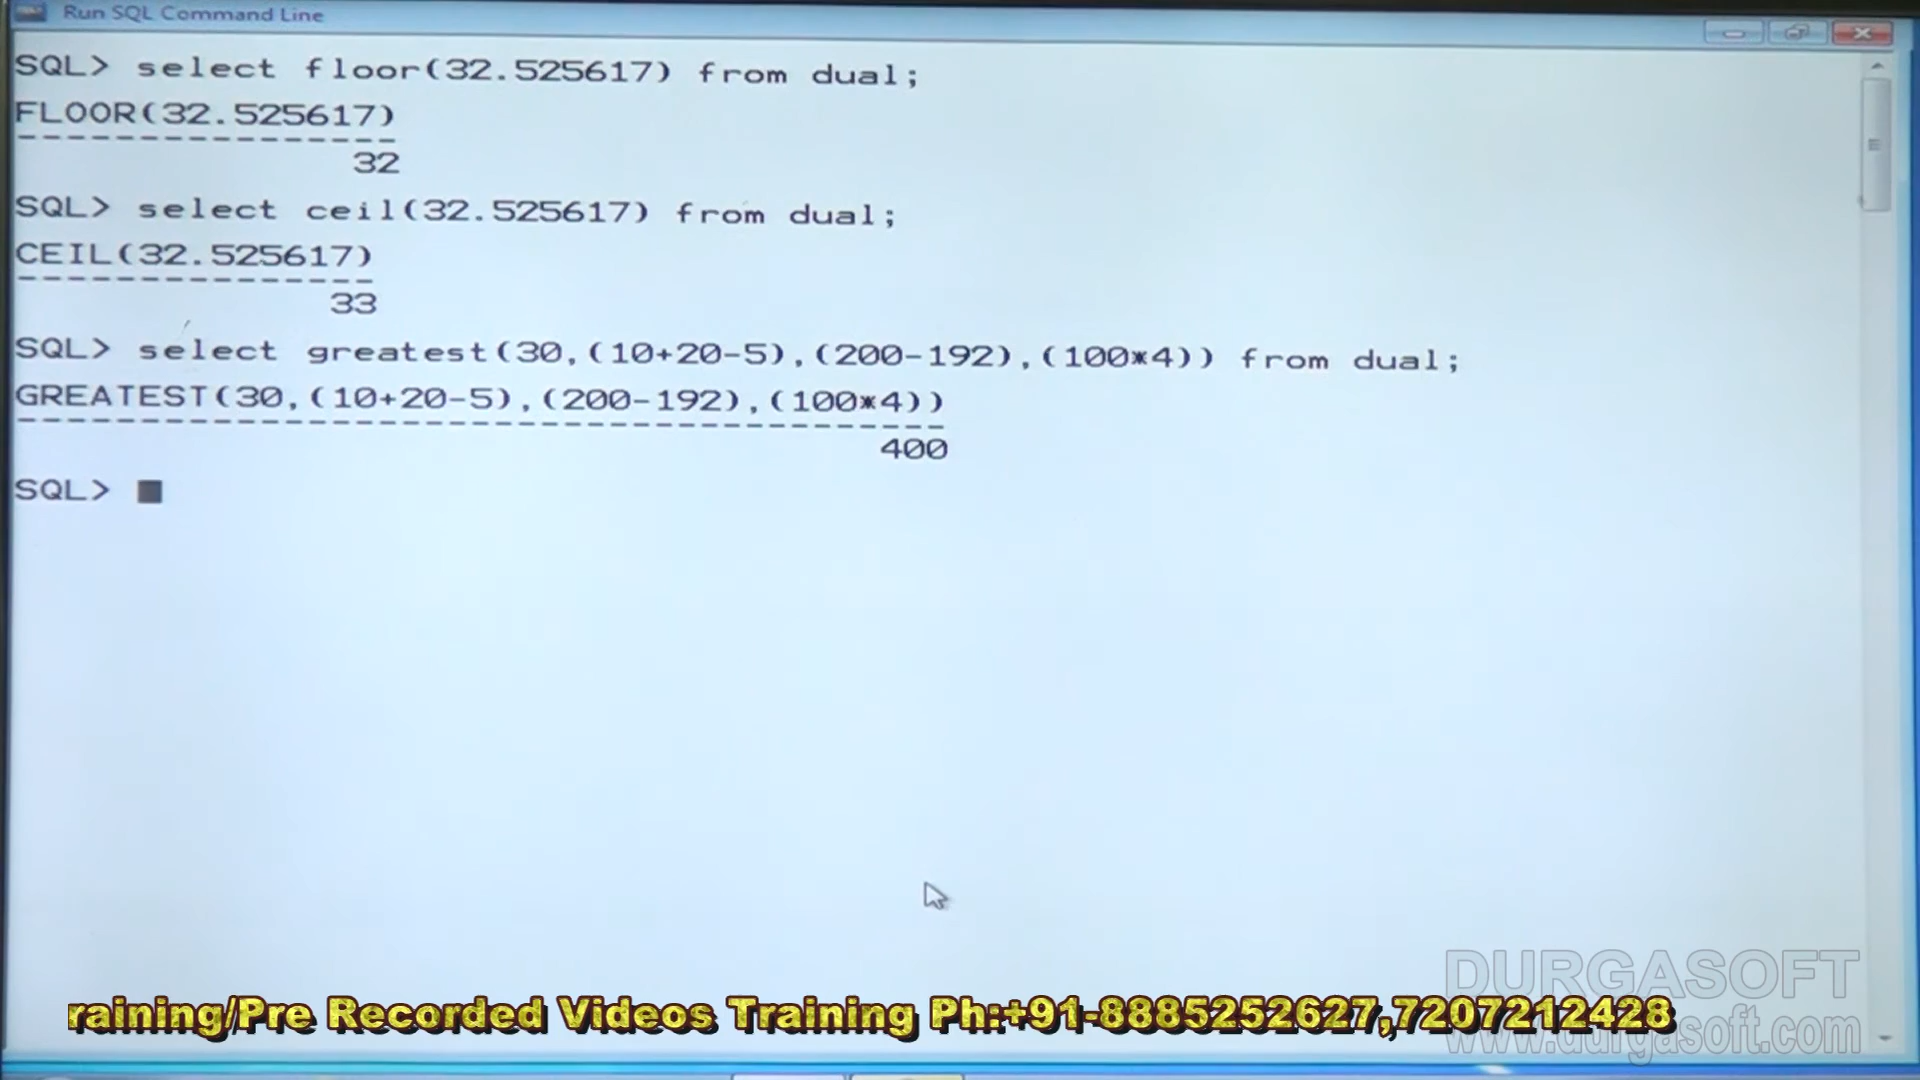 Run SQL Command Line
SQL> select floor(32.525617) from dual;
FLOOR(32.525617)
----------------
32
SQL> select ceil(32.525617) from dual;
CEIL(32.525617)
---------------
33
SQL> select greatest(30,(10+20-5),(200-192),(100*4)) from dual;
GREATEST(30,(10+20-5),(200-192),(100*4))
----------------------------------------
400
SQL>
DURGASOFT
raining/Pre Recorded Videos Training Ph:+91-8885252627,7207212428
www.durgasoft.com